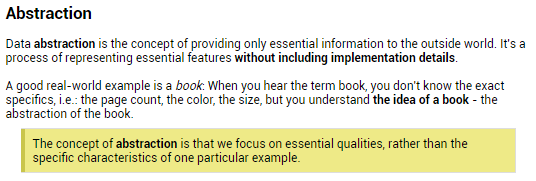 Abstraction
Data abstraction is the concept of providing only essential information to the outside world. It's a
process of representing essential features without including implementation details.
A good real-world example is a book: When you hear the term book, you don't know the exact
specifics, i.e.: the page count, the color, the size, but you understand the idea of a book - the
abstraction of the book.
The concept of abstraction is that we focus on essential qualities, rather than the
specific characteristics of one particular example.